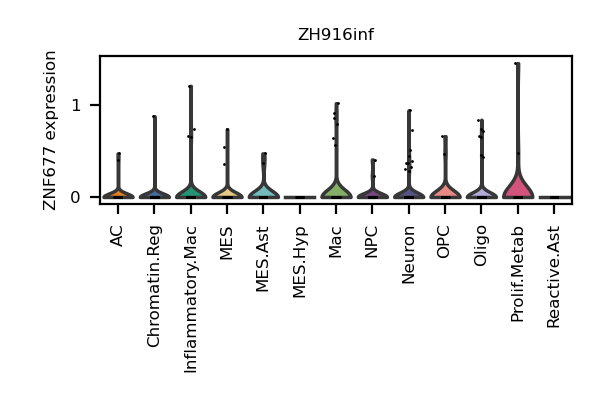 ZH916inf
ZNF677 expression
1
0
AC
Chromatin.Reg
Inflammatory.Mac
MES
MES.Ast
MES.Hyp
Mac
NPC
Neuron
OPC
Oligo
Prolif.Metab
Reactive.Ast